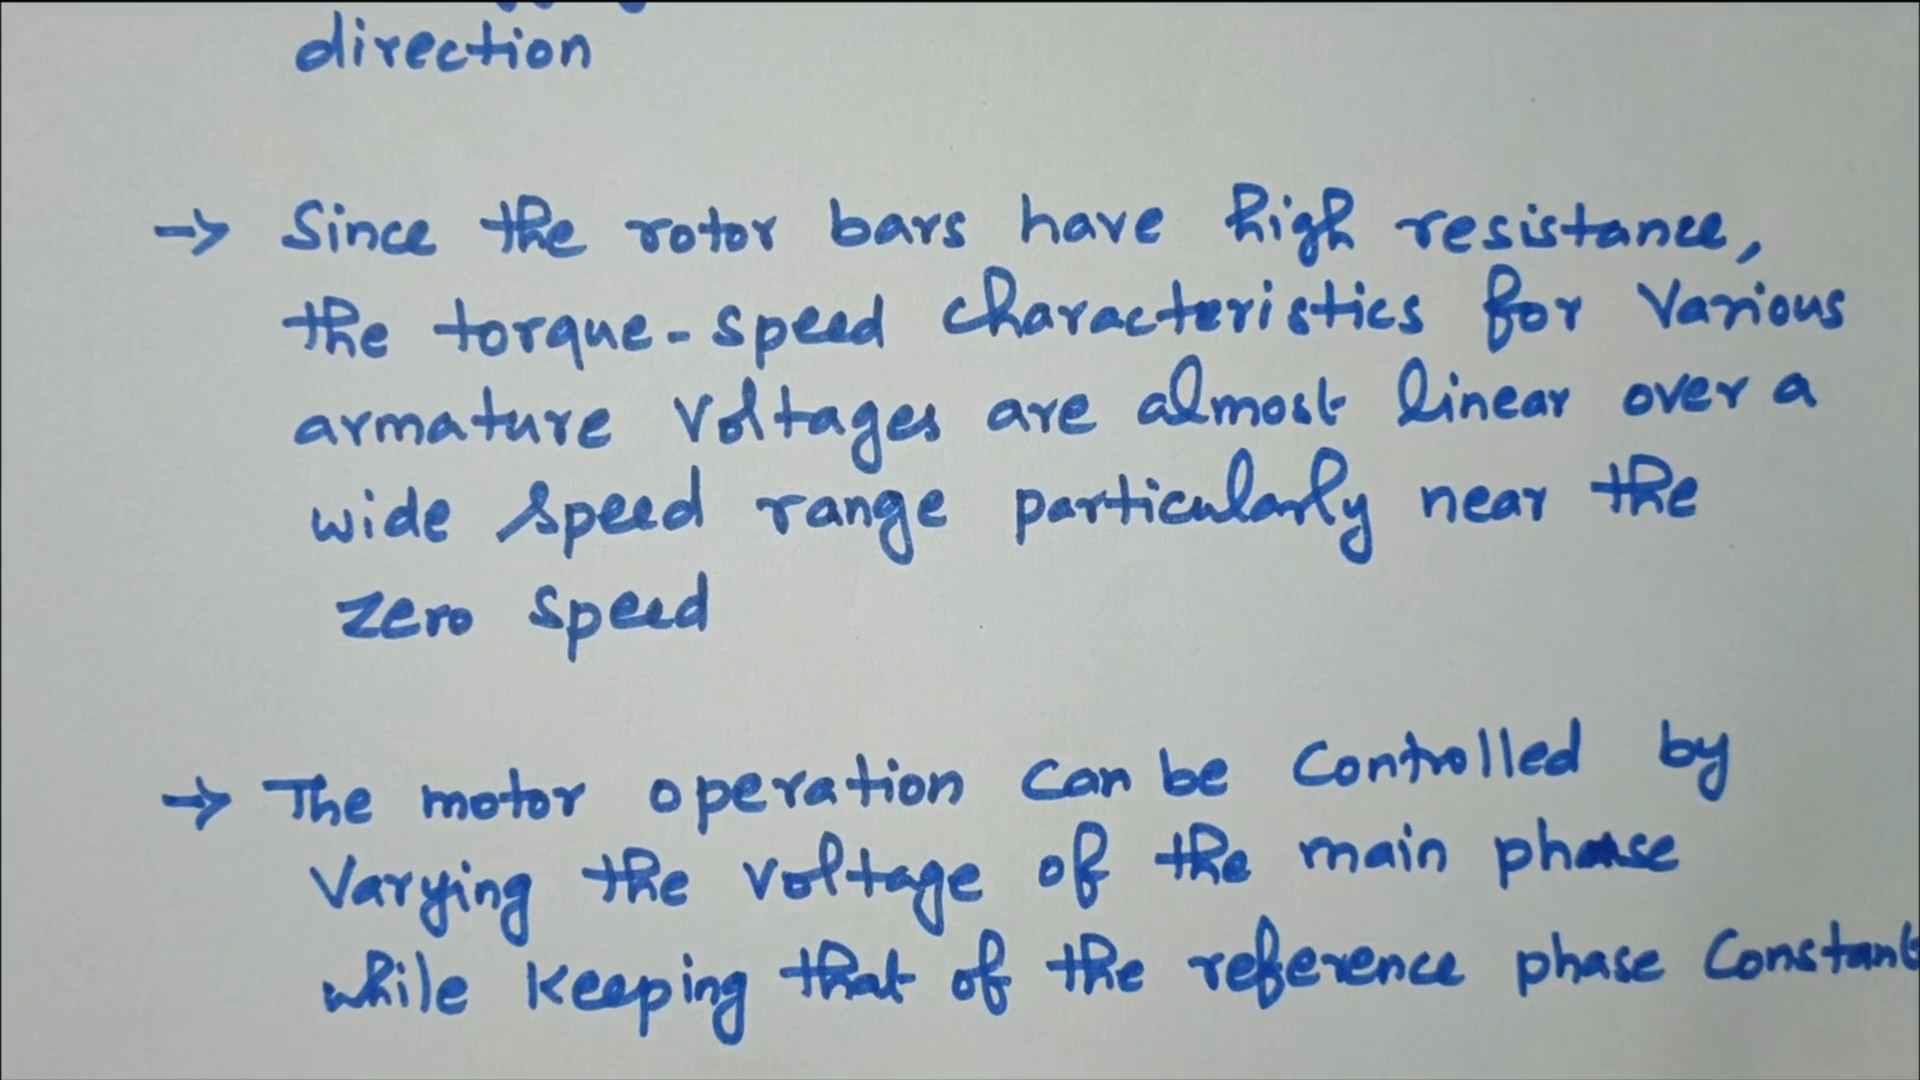 direction
→ Since the rotor bars have high resistance,
the torque-speed characteristics for various
armature voltages are almost linear over a
wide speed range particularly near the
zero speed
→ The motor operation can be controlled by
varying the voltage of the main phase
while keeping that of the reference phase constant